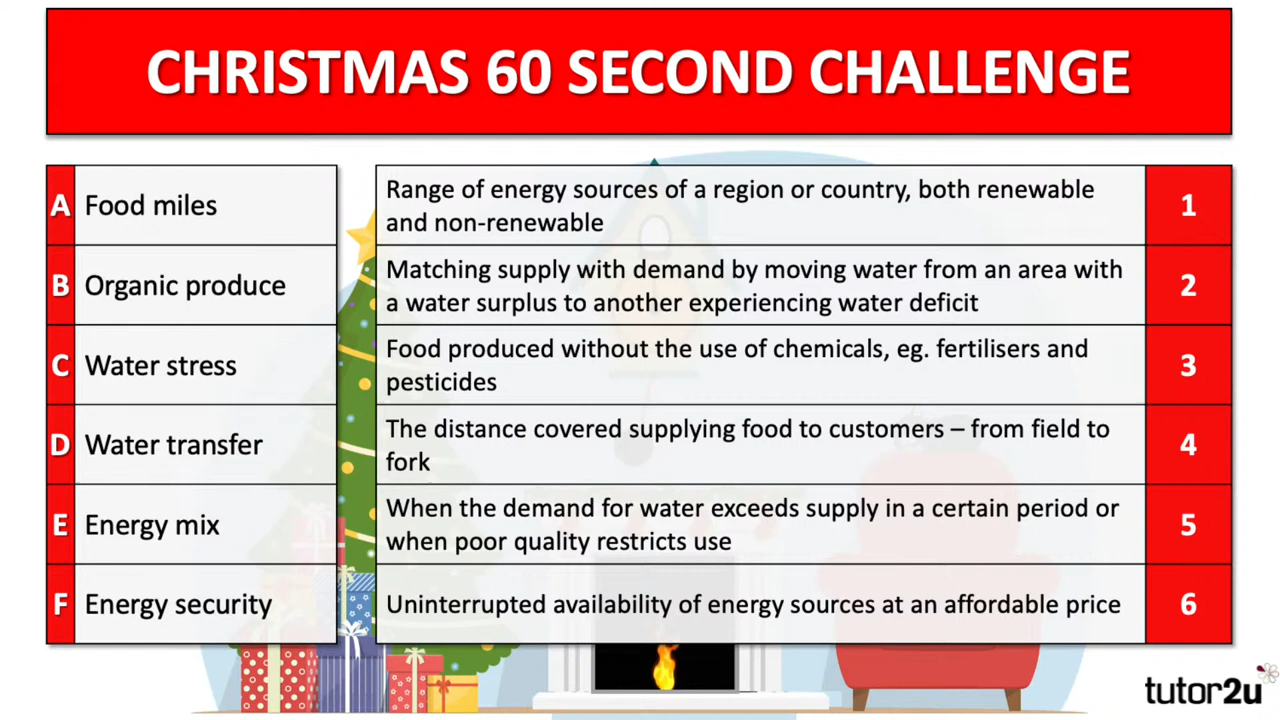 CHRISTMAS 60 SECOND CHALLENGE
A Food miles
Range of energy sources of a region or country, both renewable
and non-renewable
1
B Organic produce
Matching supply with demand by moving water from an area with
a water surplus to another experiencing water deficit
2
C Water stress
Food produced without the use of chemicals, eg. fertilisers and
pesticides
3
D Water transfer
The distance covered supplying food to customers – from field to
fork
4
E Energy mix
When the demand for water exceeds supply in a certain period or
when poor quality restricts use
5
F Energy security
Uninterrupted availability of energy sources at an affordable price
6
tutor2u